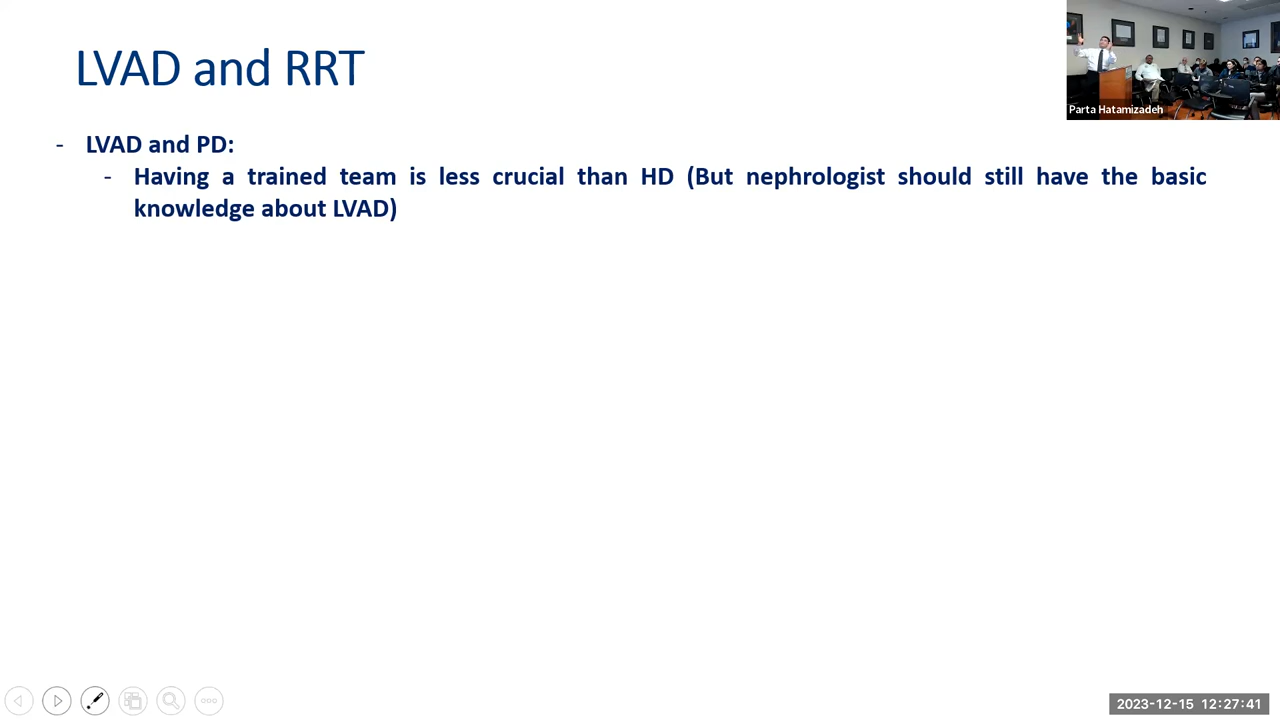 LVAD and RRT
Parta Hatamizadeh
- LVAD and PD:
- Having a trained team is less crucial than HD (But nephrologist should still have the basic
knowledge about LVAD)
2023-12-15 12:27:41